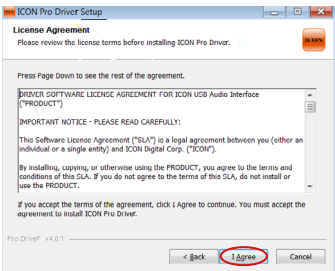 ICON Pro Driver Setup
License Agreement
Please review the license terms before installing ICON Pro Driver.
ICON
Press Page Down to see the rest of the agreement.
DRIVER SOFTWARE LICENSE AGREEMENT FOR ICON USB Audio Interface
("PRODUCT")
IMPORTANT NOTICE - PLEASE READ CAREFULLY:
This Software License Agreement ("SLA") is a legal agreement between you (either an
individual or a single entity) and ICON Digital Corp. ("ICON").
By installing, copying, or otherwise using the PRODUCT, you agree to the terms and
conditions of this SLA. If you do not agree to the terms of this SLA, do not install or
use the PRODUCT.
If you accept the terms of the agreement, click I Agree to continue. You must accept the
agreement to install ICON Pro Driver.
Pro Driver v4.0.1
< Back
I Agree
Cancel